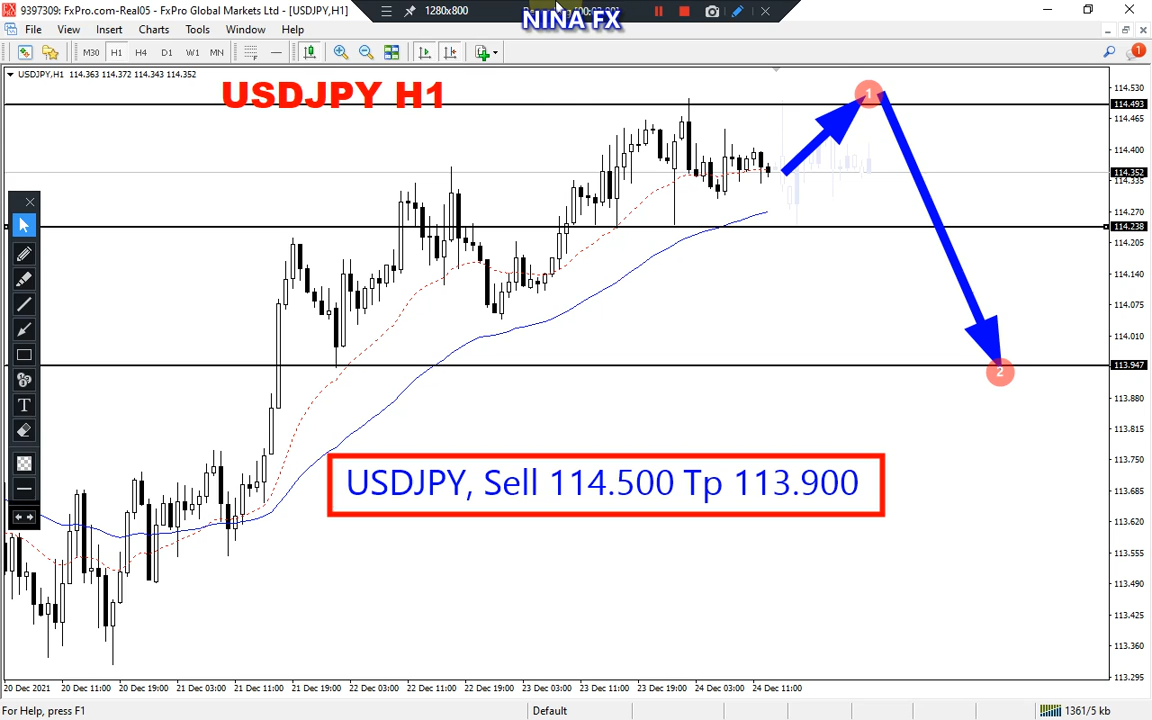 9397309: FxPro.com-Real05 - FxPro Global Markets Ltd - [USDJPY,H1]
1280x800
NINA FX
File View Insert Charts Tools Window Help
M30 H1 H4 D1 W1 MN
1
USDJPY,H1 114.363 114.372 114.343 114.352
USDJPY H1
1
114.530
114.493
114.465
114.400
114.352
114.335
114.270
114.238
114.205
114.140
114.075
114.010
113.947
2
113.880
113.815
113.750
USDJPY, Sell 114.500 Tp 113.900
113.685
113.620
113.555
113.490
113.425
113.360
113.295
T
20 Dec 2021 20 Dec 11:00 20 Dec 19:00 21 Dec 03:00 21 Dec 11:00 21 Dec 19:00 22 Dec 03:00 22 Dec 11:00 22 Dec 19:00 23 Dec 03:00 23 Dec 11:00 23 Dec 19:00 24 Dec 03:00 24 Dec 11:00
For Help, press F1
Default
1361/5 kb